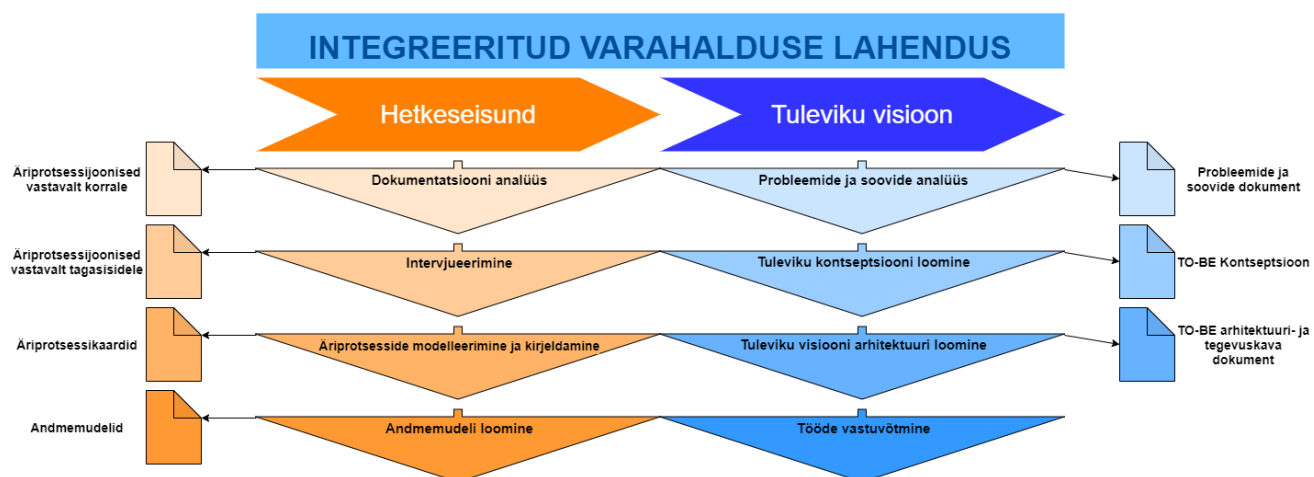 INTEGREERITUD VARAHALDUSE LAHENDUS
Hetkeseisund
Tuleviku visioon
Äriprotsessijoonised
vastavalt korrale
Dokumentatsiooni analüüs
Probleemide ja soovide analüüs
Probleemide ja
soovide dokument
Äriprotsessijoonised
vastavalt tagasisidele
Intervjueerimine
Tuleviku kontseptsiooni loomine
TO-BE Kontseptsioon
Äriprotsessikaardid
Äriprotsesside modelleerimine ja kirjeldamine
Tuleviku visiooni arhitektuuri loomine
TO-BE arhitektuuri- ja
tegevuskava
dokument
Andmemudelid
Andmemudeli loomine
Tööde vastuvõtmine